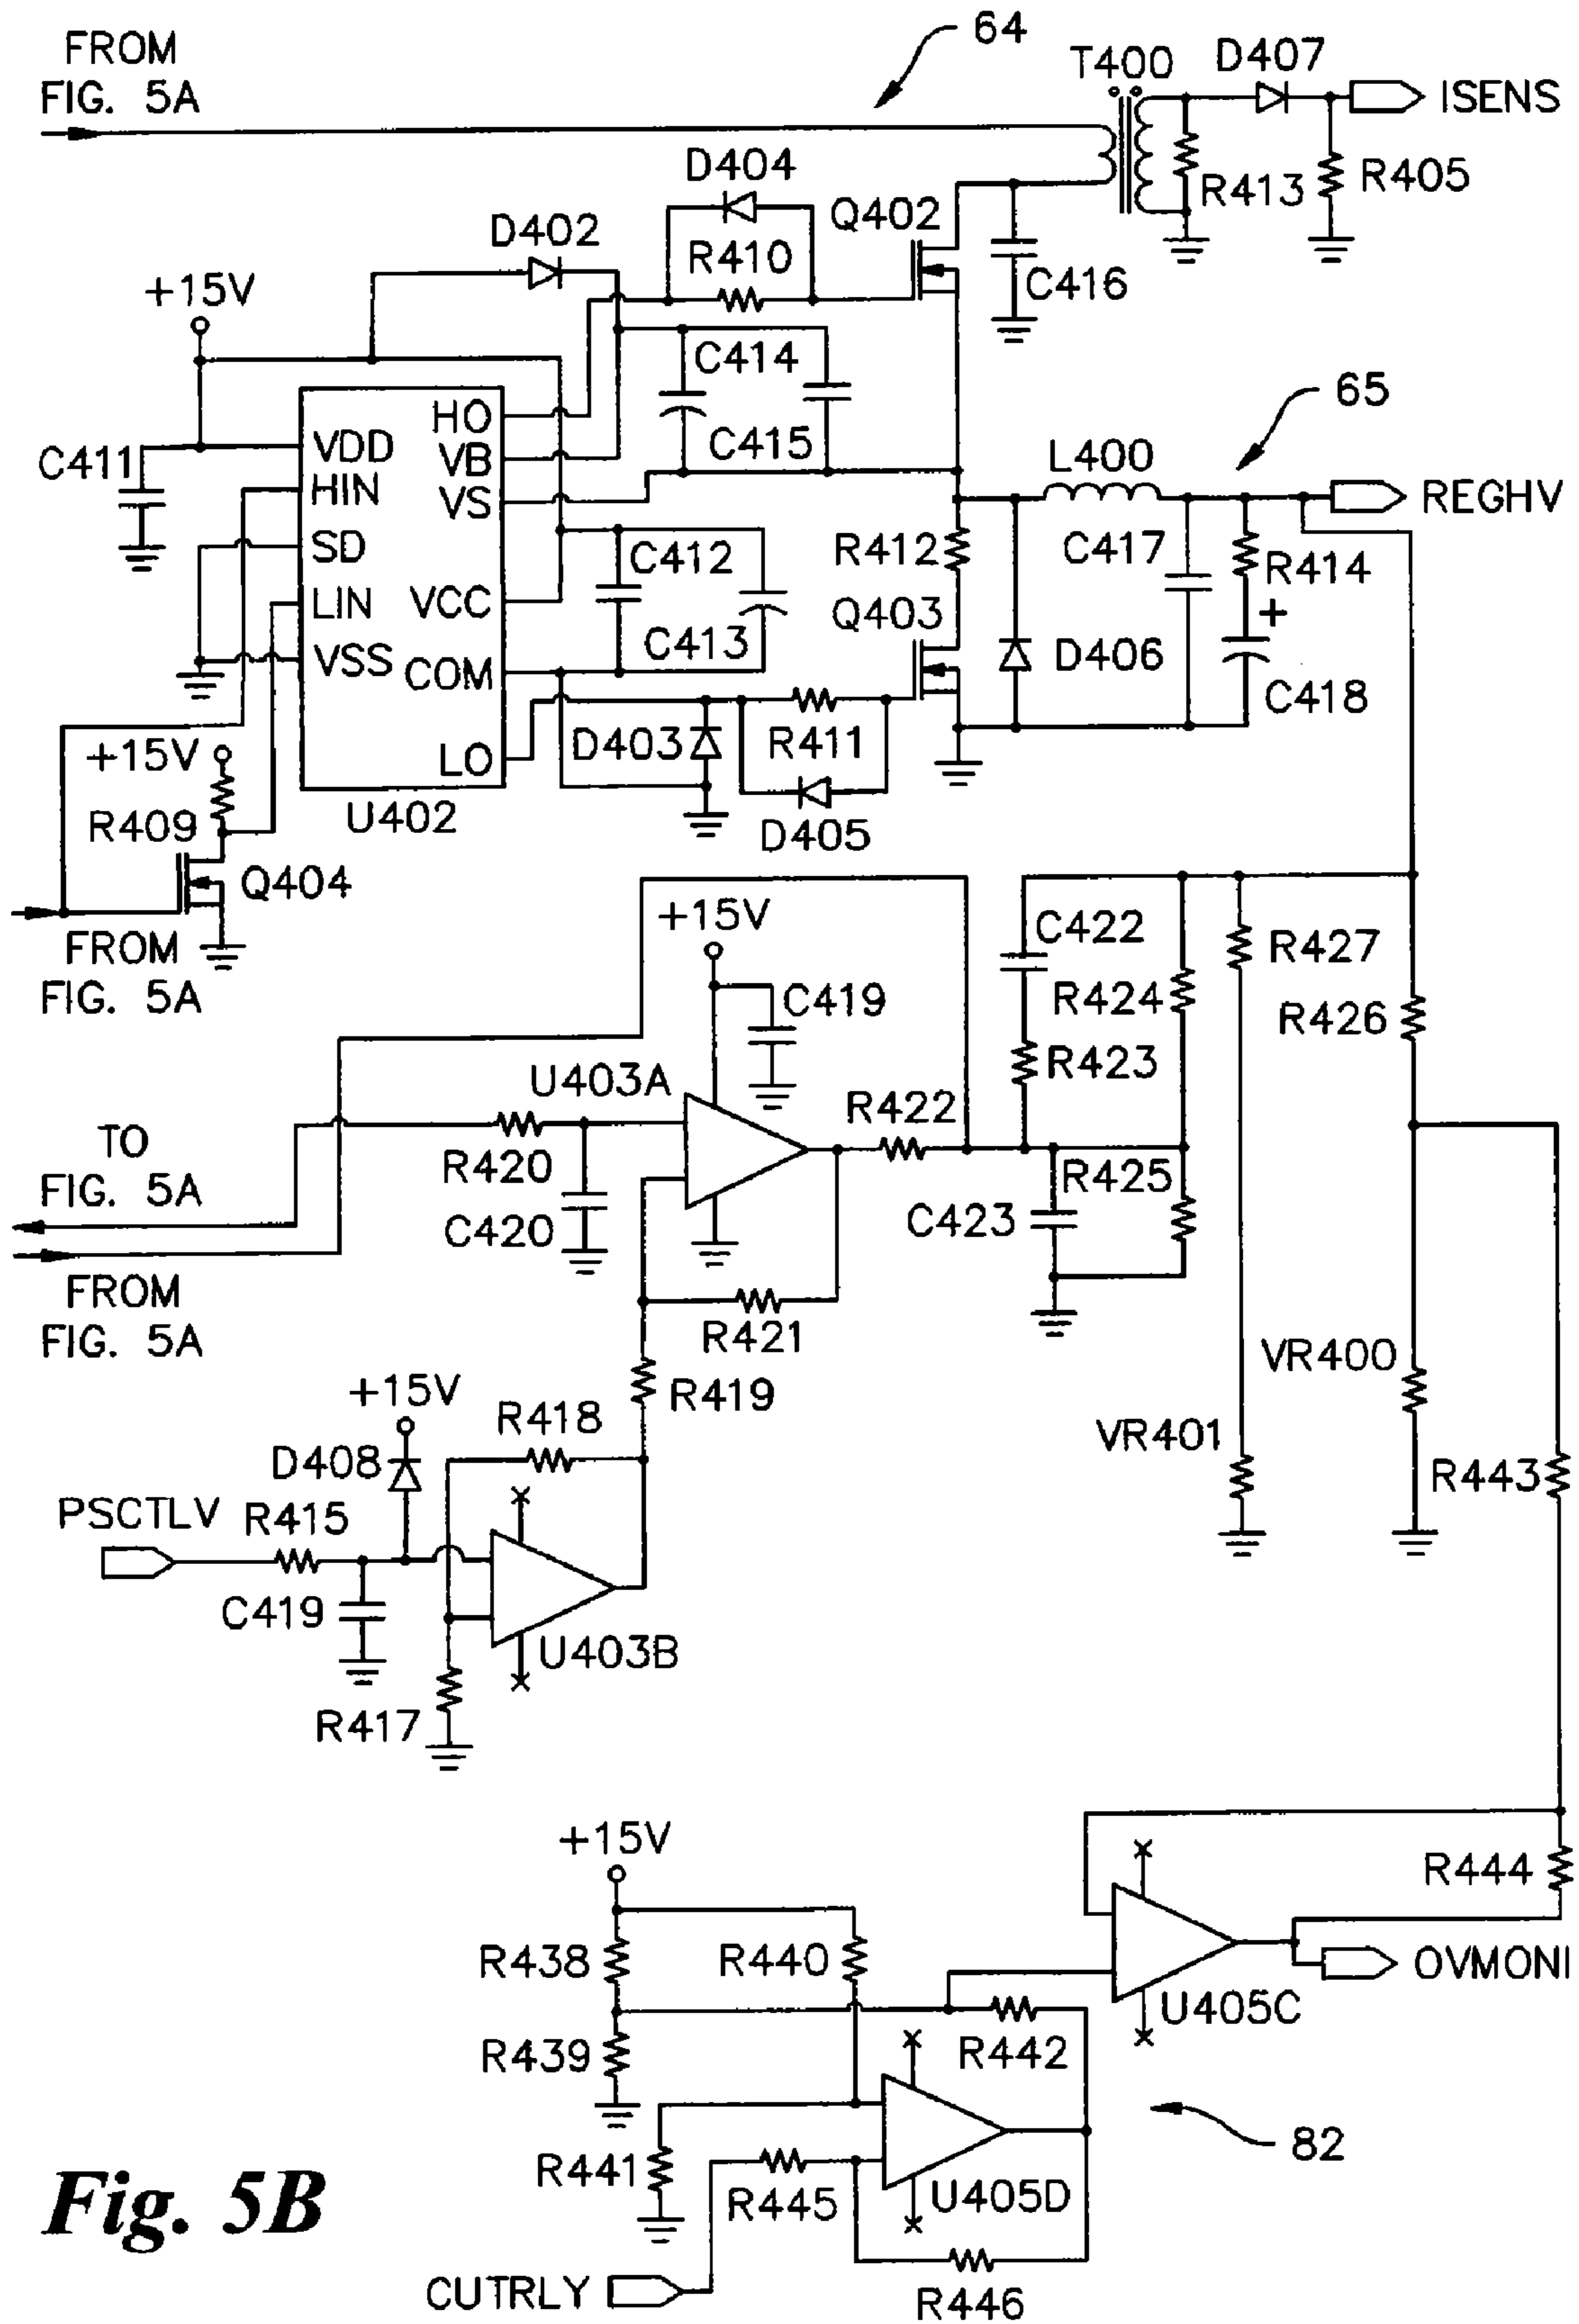 FROM
FIG. 5A
64
T400
D407
ISENS
D404
R413
R405
Q402
D402
R410
C416
+15V
C414
65
HO
C411
VDD
VB
C415
L400
HIN
VS
REGHV
R412
C417
SD
C412
R414
LIN
VCC
Q403
+
C413
D406
VSS
COM
C418
+15V
D403
R411
LO
R409
U402
D405
Q404
+15V
FROM
FIG. 5A
C422
R427
C419
R424
R426
U403A
R423
R422
TO
FIG. 5A
R420
R425
C420
C423
FROM
FIG. 5A
R421
VR400
+15V
R419
R418
VR401
D408
R443
PSCTLV
R415
C419
U403B
R417
+15V
R444
R438
R440
OVMONI
U405C
R439
R442
82
R441
R445
U405D
Fig. 5B
CUTRLY
R446